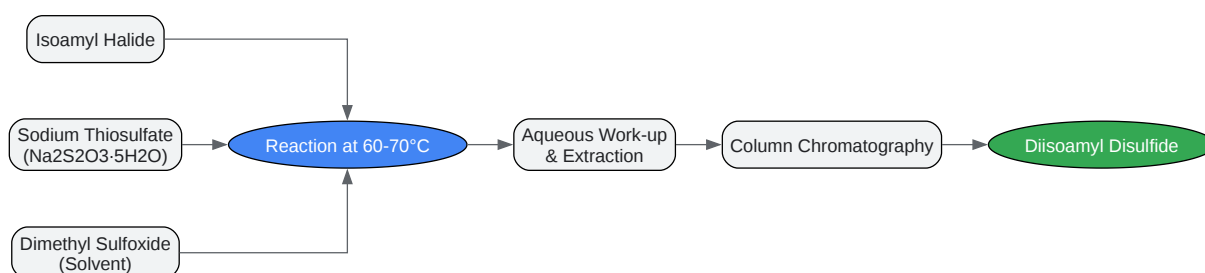 Isoamyl Halide
Sodium Thiosulfate
(Na2S2O3·5H2O)
Dimethyl Sulfoxide
(Solvent)
Reaction at 60-70°C
Aqueous Work-up
& Extraction
Column Chromatography
Diisoamyl Disulfide